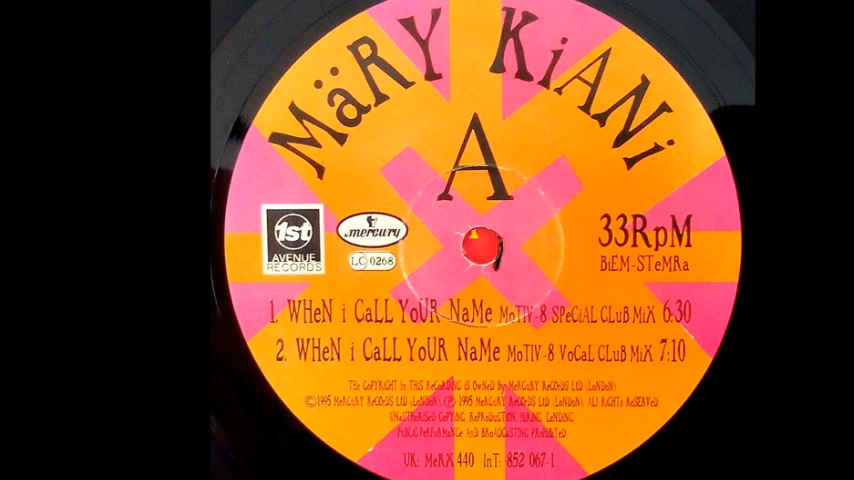 MäRY KiANi
A
1st
AVENUE
RECORDS
mercury
LC 0268
33RpM
BiEM-STeMRa
1. WHeN i CaLL YoUR NaMe MoTiV-8 SPeCiAL CLuB MiX 6.30
2. WHeN i CaLL YoUR NaMe MoTiV-8 VoCaL CLuB MiX 7:10
THe CoPYRiGHT In THiS ReCoRDiNG iS OwNeD By MeRCuRY ReCoRDS LTD (LoNDoN)
©1995 MeRCuRY ReCoRDS LTD (LoNDoN). ℗ 1995 MeRCuRY ReCoRDS LTD (LoNDoN). ALl RiGHTs ReSeRVeD.
UNauTHoRiSeD CoPYiNG, RePRoDuCTiON, HiRiNG, LeNDiNG,
PuBLiC PeRFoRMaNCe AND BRoADCaSTiNG PRoHiBiTeD.
UK: MeRX 440 InT: 852 067-1